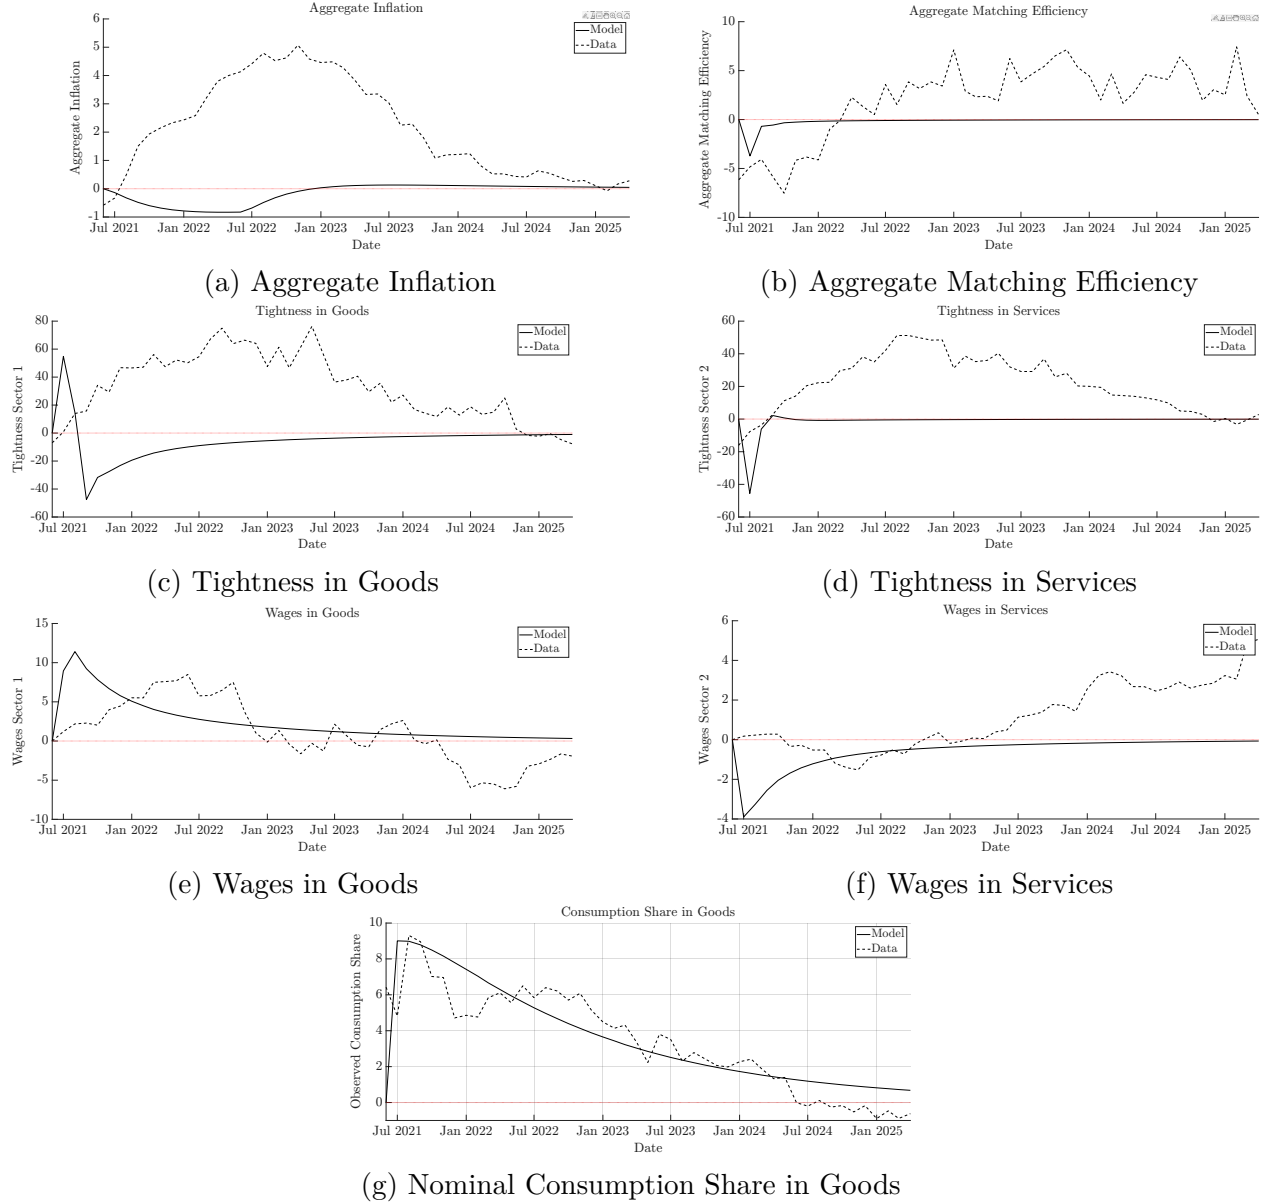 Aggregate Inflation
Aggregate Inflation
6
5
4
3
2
1
0
-1
Model
Data
Jul 2021 Jan 2022 Jul 2022 Jan 2023 Jul 2023 Jan 2024 Jul 2024 Jan 2025
Date
(a) Aggregate Inflation
Aggregate Matching Efficiency
Aggregate Matching Efficiency
10
5
0
-5
-10
Jul 2021 Jan 2022 Jul 2022 Jan 2023 Jul 2023 Jan 2024 Jul 2024 Jan 2025
Date
(b) Aggregate Matching Efficiency
Tightness in Goods
Tightness Sector 1
80
60
40
20
0
-20
-40
-60
Model
Data
Jul 2021 Jan 2022 Jul 2022 Jan 2023 Jul 2023 Jan 2024 Jul 2024 Jan 2025
Date
(c) Tightness in Goods
Tightness in Services
Tightness Sector 2
60
40
20
0
-20
-40
-60
Model
Data
Jul 2021 Jan 2022 Jul 2022 Jan 2023 Jul 2023 Jan 2024 Jul 2024 Jan 2025
Date
(d) Tightness in Services
Wages in Goods
Wages Sector 1
15
10
5
0
-5
-10
Model
Data
Jul 2021 Jan 2022 Jul 2022 Jan 2023 Jul 2023 Jan 2024 Jul 2024 Jan 2025
Date
(e) Wages in Goods
Wages in Services
Wages Sector 2
6
4
2
0
-2
-4
Model
Data
Jul 2021 Jan 2022 Jul 2022 Jan 2023 Jul 2023 Jan 2024 Jul 2024 Jan 2025
Date
(f) Wages in Services
Consumption Share in Goods
Observed Consumption Share
10
8
6
4
2
0
Model
Data
Jul 2021 Jan 2022 Jul 2022 Jan 2023 Jul 2023 Jan 2024 Jul 2024 Jan 2025
Date
(g) Nominal Consumption Share in Goods